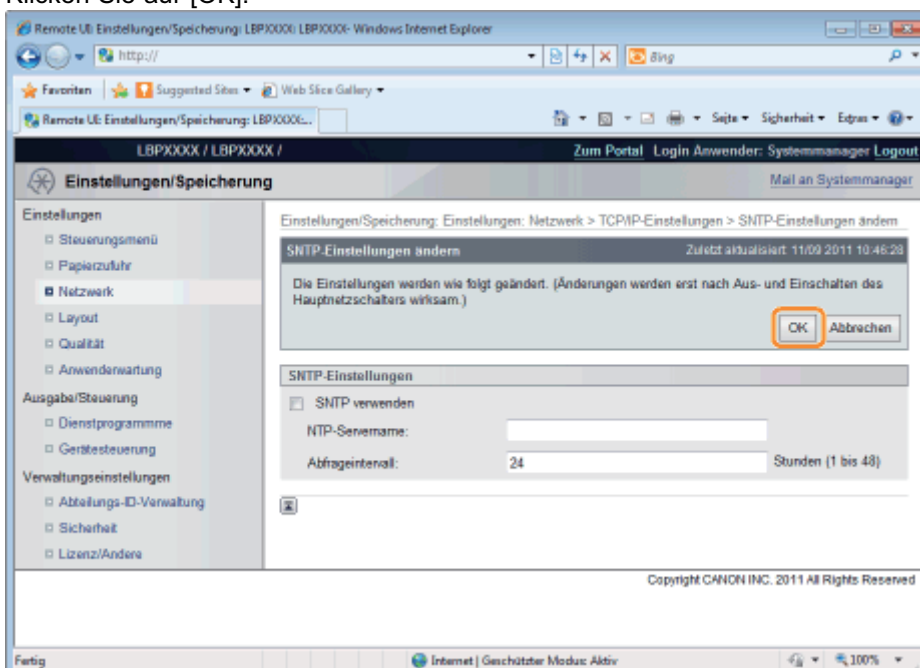 Klicken Sie auf [OK].
Remote UI: Einstellungen/Speicherung: LBPXXXX: LBPXXXX - Windows Internet Explorer
http://
Bing
Favoriten Suggested Sites Web Slice Gallery
Remote UI: Einstellungen/Speicherung: LBPXXXX:...
Seite Sicherheit Extras
LBPXXXX / LBPXXXX /
Zum Portal Login Anwender: Systemmanager Logout
Einstellungen/Speicherung
Mail an Systemmanager
Einstellungen
Steuerungsmenü
Papierzufuhr
Netzwerk
Layout
Qualität
Anwenderwartung
Ausgabe/Steuerung
Dienstprogrammme
Gerätesteuerung
Verwaltungseinstellungen
Abteilungs-ID-Verwaltung
Sicherheit
Lizenz/Andere
Einstellungen/Speicherung: Einstellungen: Netzwerk > TCP/IP-Einstellungen > SNTP-Einstellungen ändern
SNTP-Einstellungen ändern
Zuletzt aktualisiert: 11/09 2011 10:46:28
Die Einstellungen werden wie folgt geändert. (Änderungen werden erst nach Aus- und Einschalten des
Hauptnetzschalters wirksam.)
OK Abbrechen
SNTP-Einstellungen
SNTP verwenden
NTP-Servername:
Abfrageintervall: 24 Stunden (1 bis 48)
Copyright CANON INC. 2011 All Rights Reserved
Fertig
Internet | Geschützter Modus: Aktiv
100%